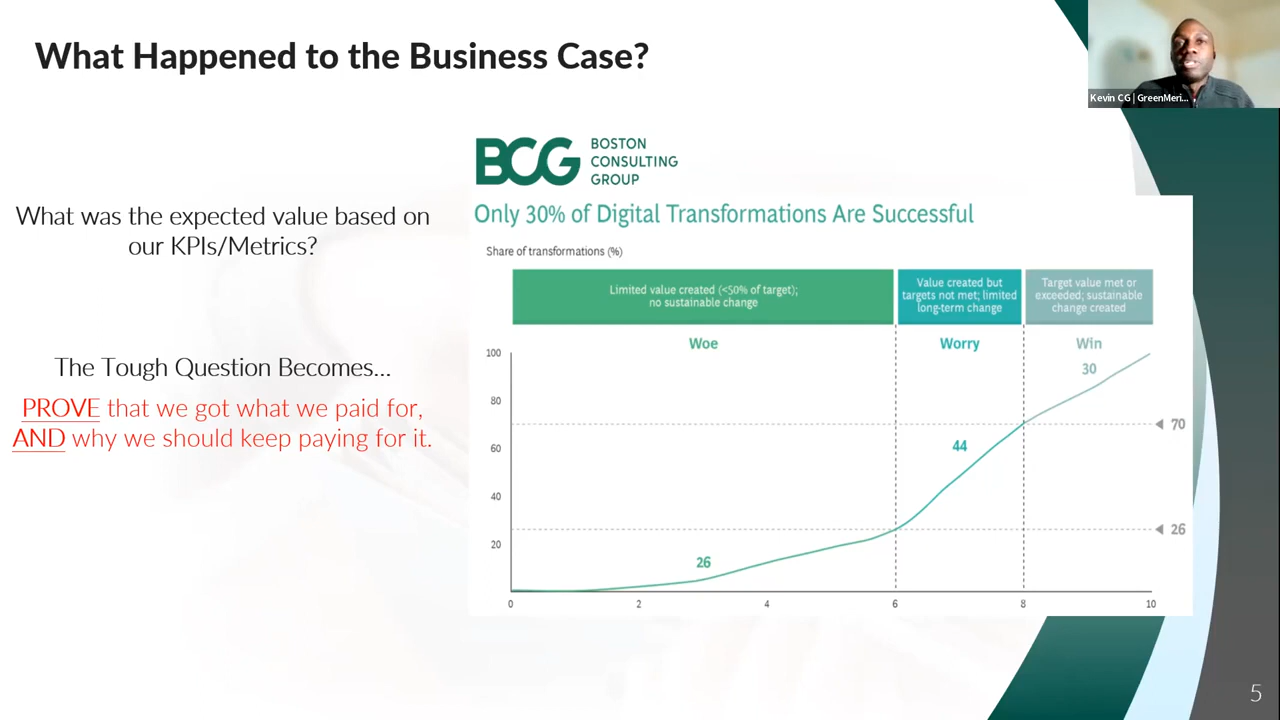 What Happened to the Business Case?
Kevin CG | GreenMeri...
BCG
BOSTON
CONSULTING
GROUP
What was the expected value based on
our KPIs/Metrics?
The Tough Question Becomes...
PROVE that we got what we paid for,
AND why we should keep paying for it.
Only 30% of Digital Transformations Are Successful
Share of transformations (%)
Limited value created (<50% of target);
no sustainable change
Value created but
targets not met; limited
long-term change
Target value met or
exceeded; sustainable
change created
Woe
Worry
Win
100
80
60
40
20
26
44
30
70
26
0
2
4
6
8
10
5